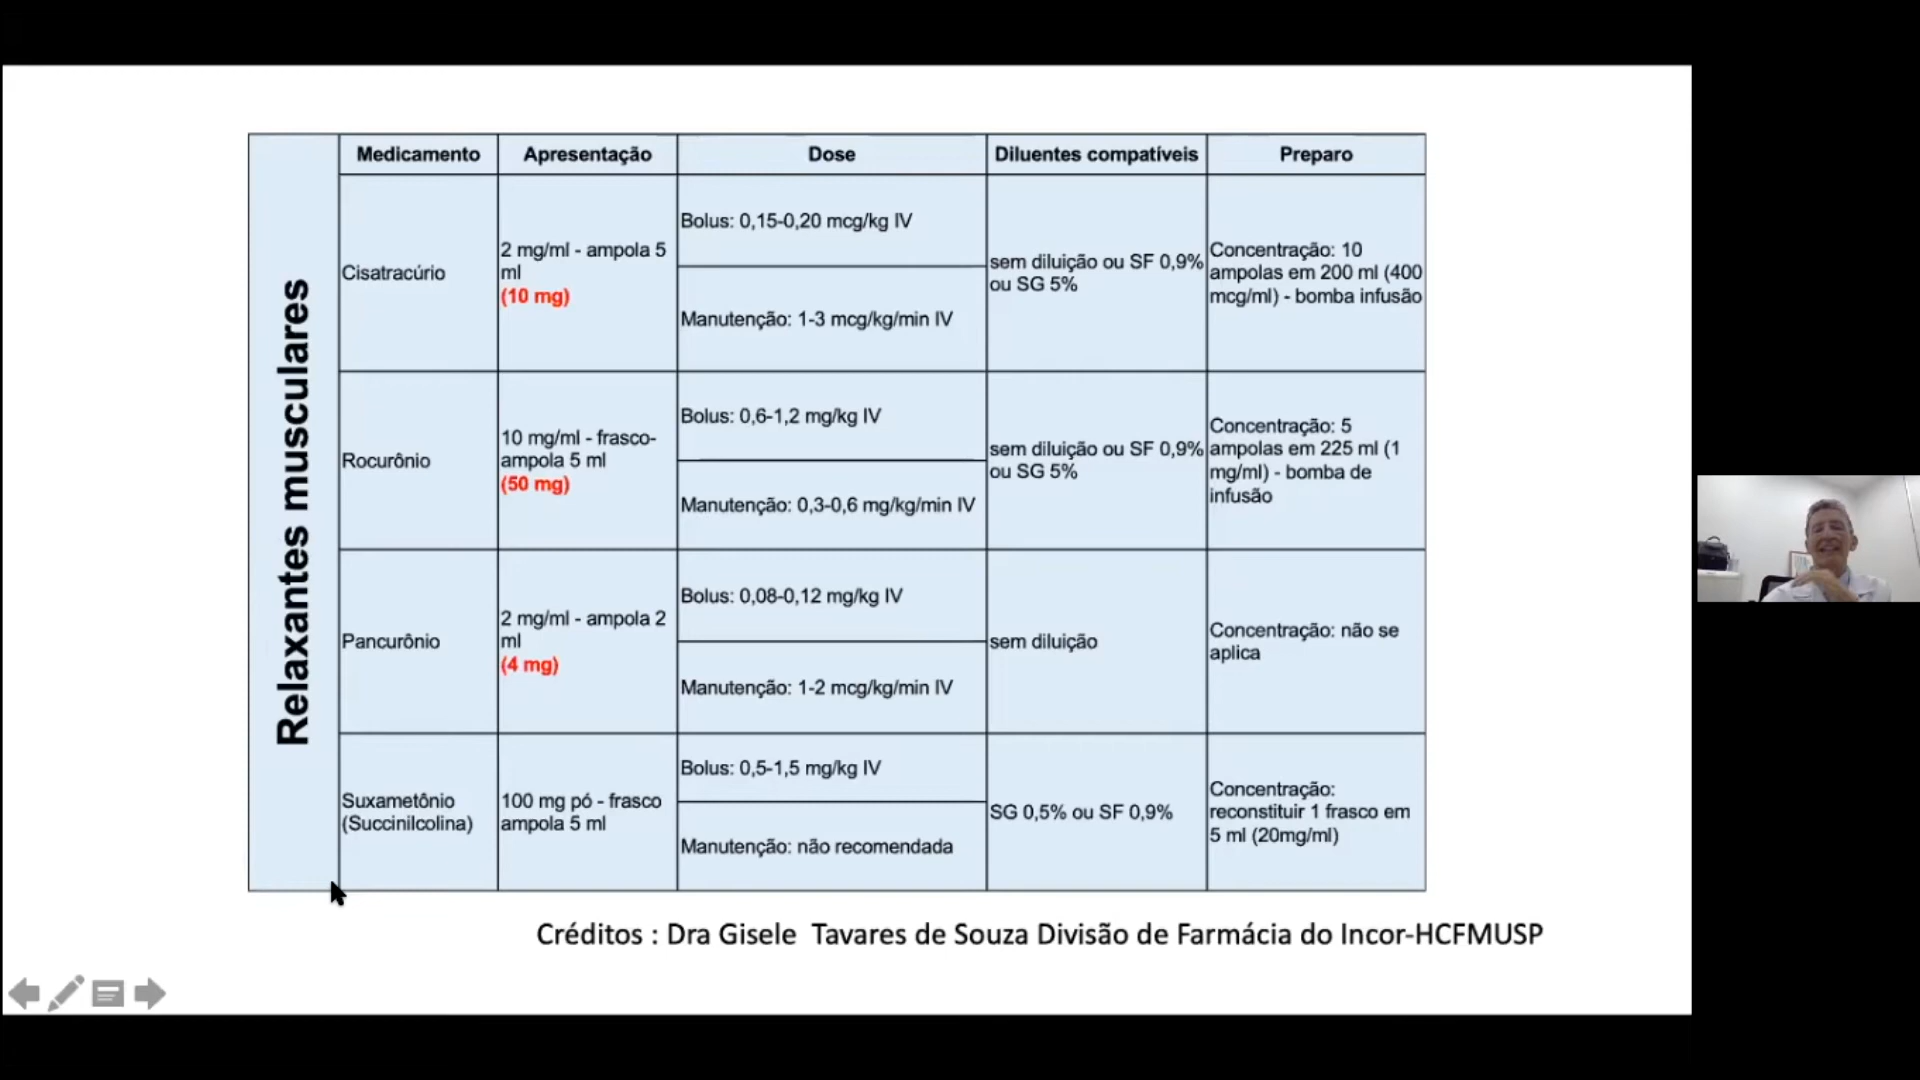 Relaxantes musculares
Medicamento
Apresentação
Dose
Diluentes compatíveis
Preparo
Cisatracúrio
2 mg/ml - ampola 5
ml
(10 mg)
Bolus: 0,15-0,20 mcg/kg IV
Manutenção: 1-3 mcg/kg/min IV
sem diluição ou SF 0,9%
ou SG 5%
Concentração: 10
ampolas em 200 ml (400
mcg/ml) - bomba infusão
Rocurônio
10 mg/ml - frasco-
ampola 5 ml
(50 mg)
Bolus: 0,6-1,2 mg/kg IV
Manutenção: 0,3-0,6 mg/kg/min IV
sem diluição ou SF 0,9%
ou SG 5%
Concentração: 5
ampolas em 225 ml (1
mg/ml) - bomba de
infusão
Pancurônio
2 mg/ml - ampola 2
ml
(4 mg)
Bolus: 0,08-0,12 mg/kg IV
Manutenção: 1-2 mcg/kg/min IV
sem diluição
Concentração: não se
aplica
Suxametônio
(Succinilcolina)
100 mg pó - frasco
ampola 5 ml
Bolus: 0,5-1,5 mg/kg IV
Manutenção: não recomendada
SG 0,5% ou SF 0,9%
Concentração:
reconstituir 1 frasco em
5 ml (20mg/ml)
Créditos : Dra Gisele  Tavares de Souza Divisão de Farmácia do Incor-HCFMUSP